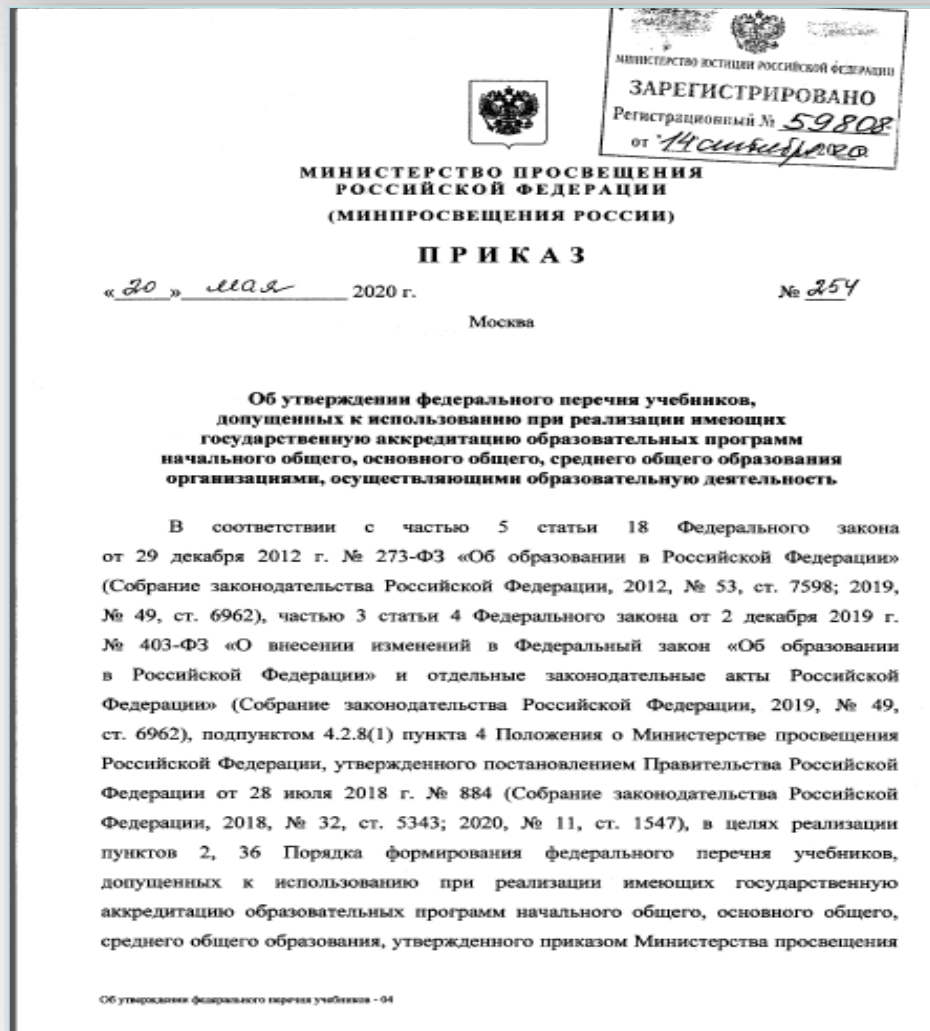 МИНИСТЕРСТВО ЮСТИЦИИ РОССИЙСКОЙ ФЕДЕРАЦИИ
ЗАРЕГИСТРИРОВАНО
Регистрационный № 59808
от "14 сентября 2020
МИНИСТЕРСТВО ПРОСВЕЩЕНИЯ
РОССИЙСКОЙ ФЕДЕРАЦИИ
(МИНПРОСВЕЩЕНИЯ РОССИИ)
ПРИКАЗ
«20» мая 2020 г. № 254
Москва
Об утверждении федерального перечня учебников,
допущенных к использованию при реализации имеющих
государственную аккредитацию образовательных программ
начального общего, основного общего, среднего общего образования
организациями, осуществляющими образовательную деятельность
В соответствии с частью 5 статьи 18 Федерального закона
от 29 декабря 2012 г. № 273-ФЗ «Об образовании в Российской Федерации»
(Собрание законодательства Российской Федерации, 2012, № 53, ст. 7598; 2019,
№ 49, ст. 6962), частью 3 статьи 4 Федерального закона от 2 декабря 2019 г.
№ 403-ФЗ «О внесении изменений в Федеральный закон «Об образовании
в Российской Федерации» и отдельные законодательные акты Российской
Федерации» (Собрание законодательства Российской Федерации, 2019, № 49,
ст. 6962), подпунктом 4.2.8(1) пункта 4 Положения о Министерстве просвещения
Российской Федерации, утвержденного постановлением Правительства Российской
Федерации от 28 июля 2018 г. № 884 (Собрание законодательства Российской
Федерации, 2018, № 32, ст. 5343; 2020, № 11, ст. 1547), в целях реализации
пунктов 2, 36 Порядка формирования федерального перечня учебников,
допущенных к использованию при реализации имеющих государственную
аккредитацию образовательных программ начального общего, основного общего,
среднего общего образования, утвержденного приказом Министерства просвещения
Об утверждении федерального перечня учебников - 04